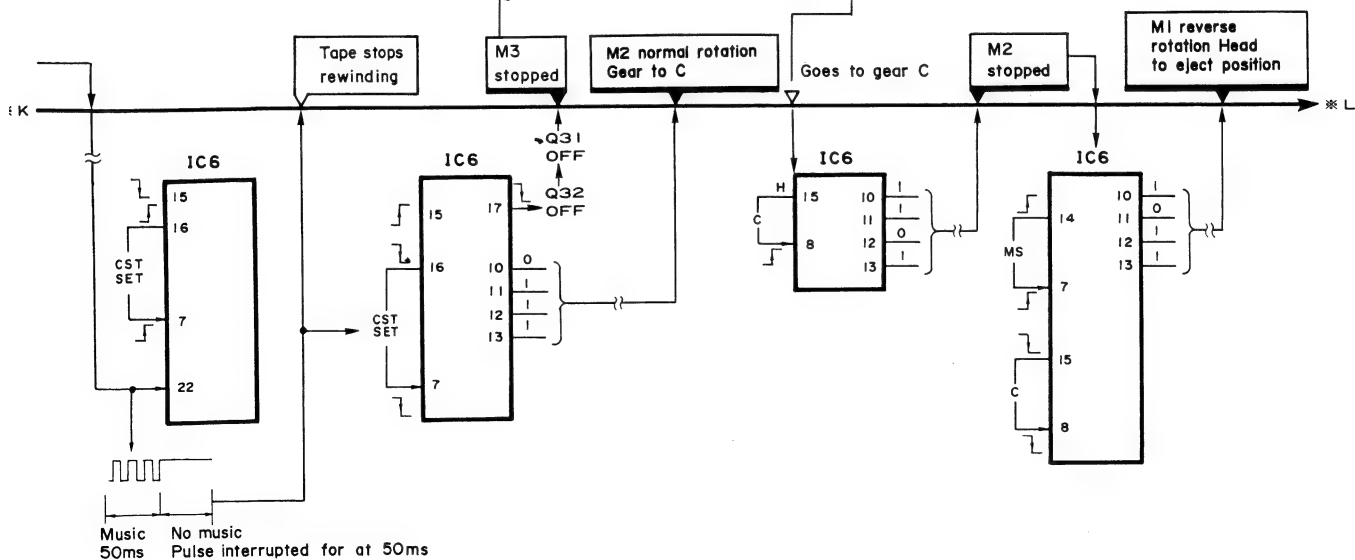 Tape stops
rewinding
M3
stopped
M2 normal rotation
Gear to C
Goes to gear C
M2
stopped
M1 reverse
rotation Head
to eject position
※K
※L
IC6
15
16
CST
SET
7
22
Music
50ms
No music
Pulse interrupted for at 50ms
IC6
15
17
16
10 0
11 1
12 1
13 1
CST
SET
7
Q31
OFF
Q32
OFF
IC6
H
15
C
8
10 1
11 1
12 0
13 1
IC6
14
MS
7
15
C
8
10 1
11 0
12 1
13 1